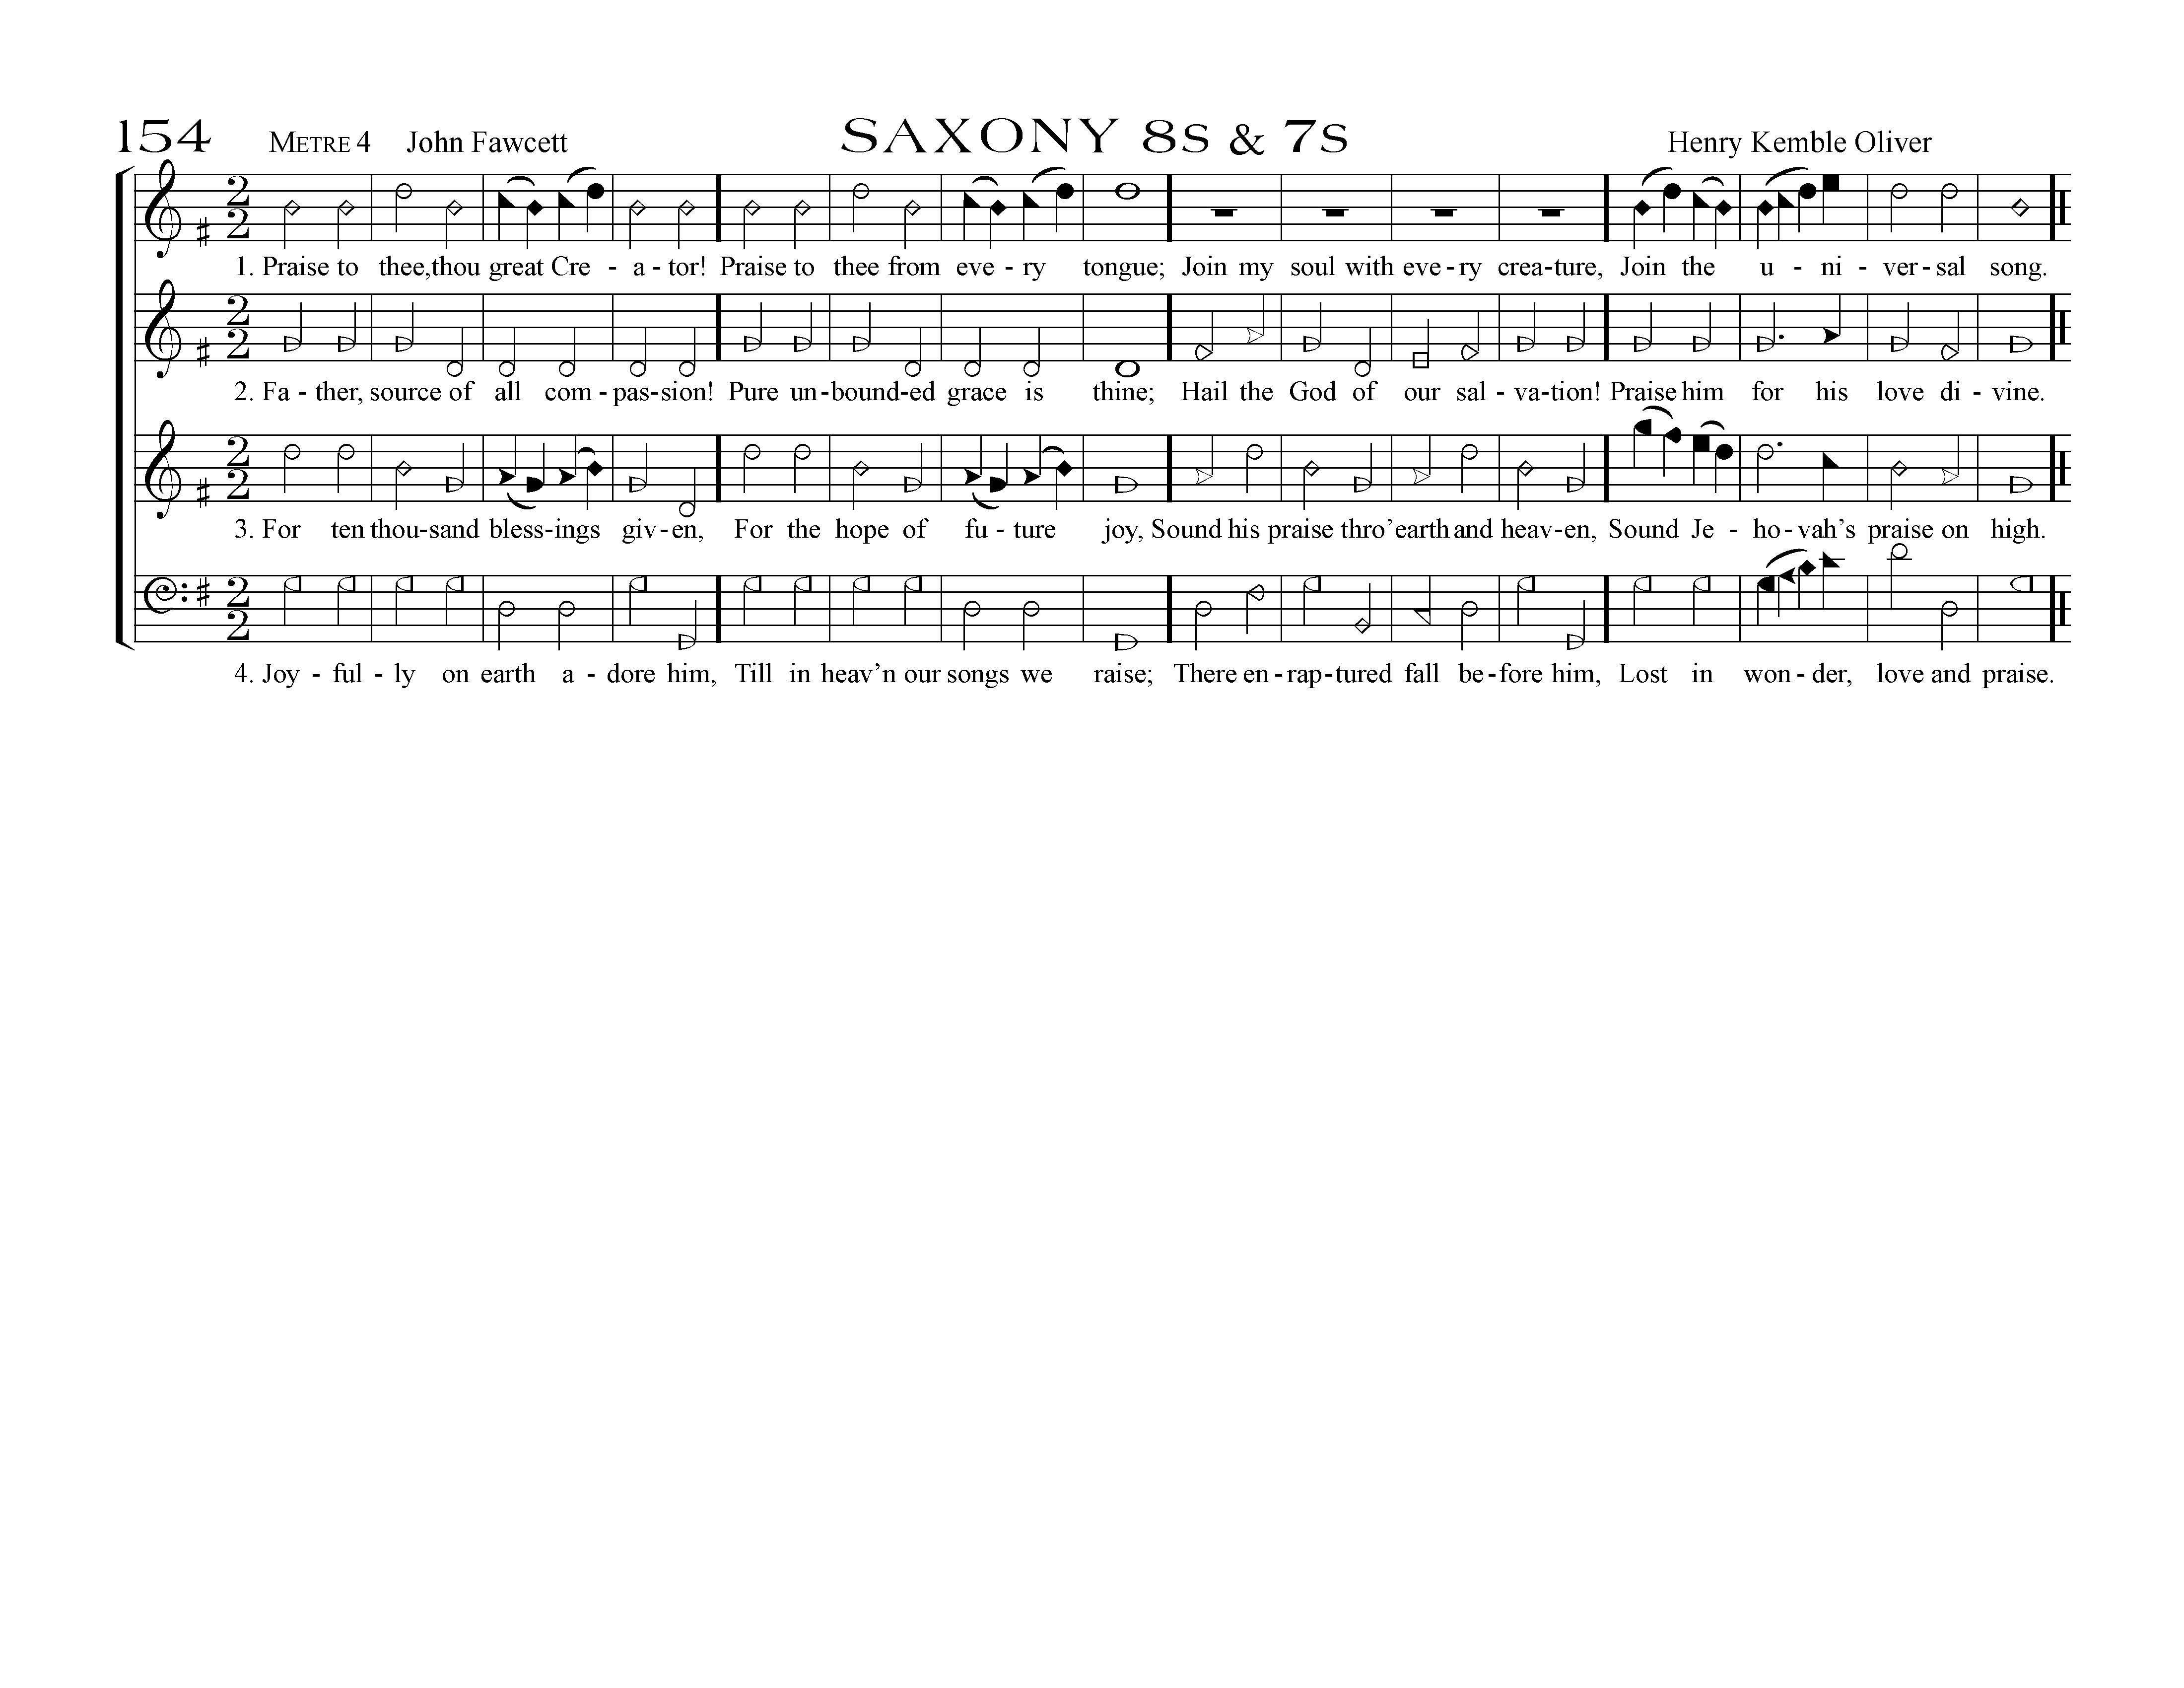 154 METRE 4 John Fawcett SAXONY 8S & 7S Henry Kemble Oliver
1. Praise to thee, thou great Cre - a - tor! Praise to thee from eve - ry tongue; Join my soul with eve - ry crea - ture, Join the u - ni - ver - sal song.
2. Fa - ther, source of all com - pas - sion! Pure un - bound - ed grace is thine; Hail the God of our sal - va - tion! Praise him for his love di - vine.
3. For ten thou - sand bless - ings giv - en, For the hope of fu - ture joy, Sound his praise thro' earth and heav - en, Sound Je - ho - vah's praise on high.
4. Joy - ful - ly on earth a - dore him, Till in heav'n our songs we raise; There en - rap - tured fall be - fore him, Lost in won - der, love and praise.